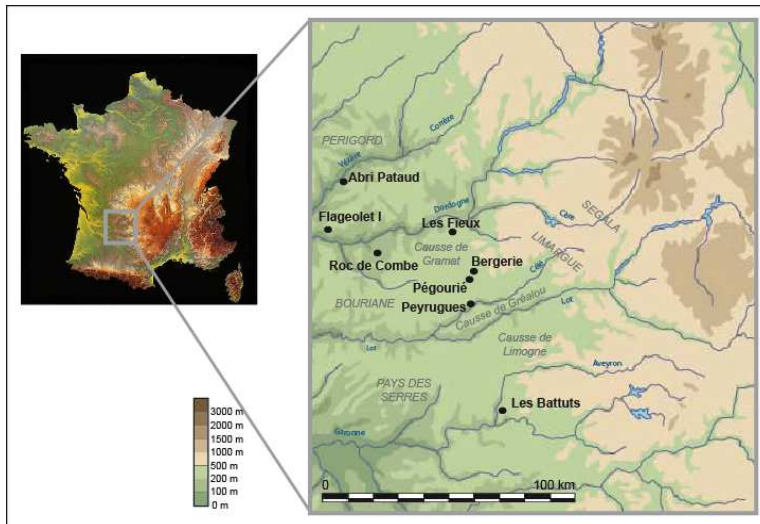 PERIGORD
Corrèze
Vézère
Abri Pataud
Dordogne
Flageolet I
Les Fieux
Cère
SEGALA
Causse de
Gramat
LIMARGUE
Roc de Combe
Bergerie
Célé
Pégourié
BOURIANE
Peyrugues
Causse de Gréalou
Lot
Lot
Causse de
Limogne
Aveyron
PAYS DES
SERRES
Les Battuts
Garonne
3000 m
2000 m
1500 m
1000 m
500 m
200 m
100 m
0 m
0 100 km